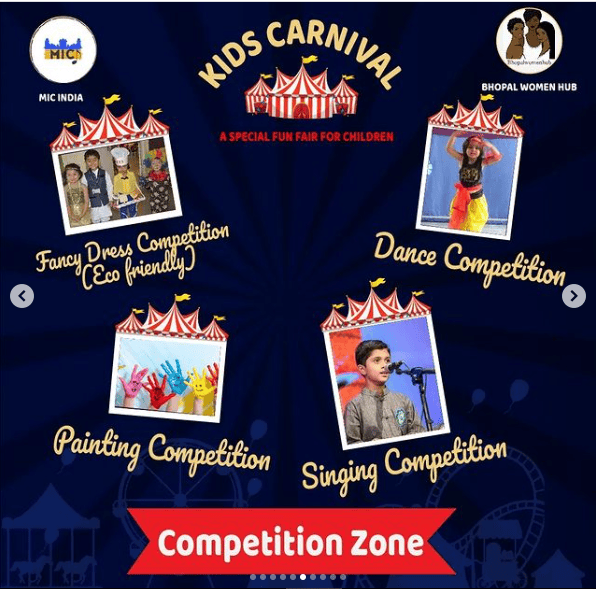 MIC
MIC INDIA
KIDS CARNIVAL
A SPECIAL FUN FAIR FOR CHILDREN
Bhopalwomenhub
BHOPAL WOMEN HUB
Fancy Dress Competition
(Eco friendly)
Dance Competition
Painting Competition
Singing Competition
Competition Zone